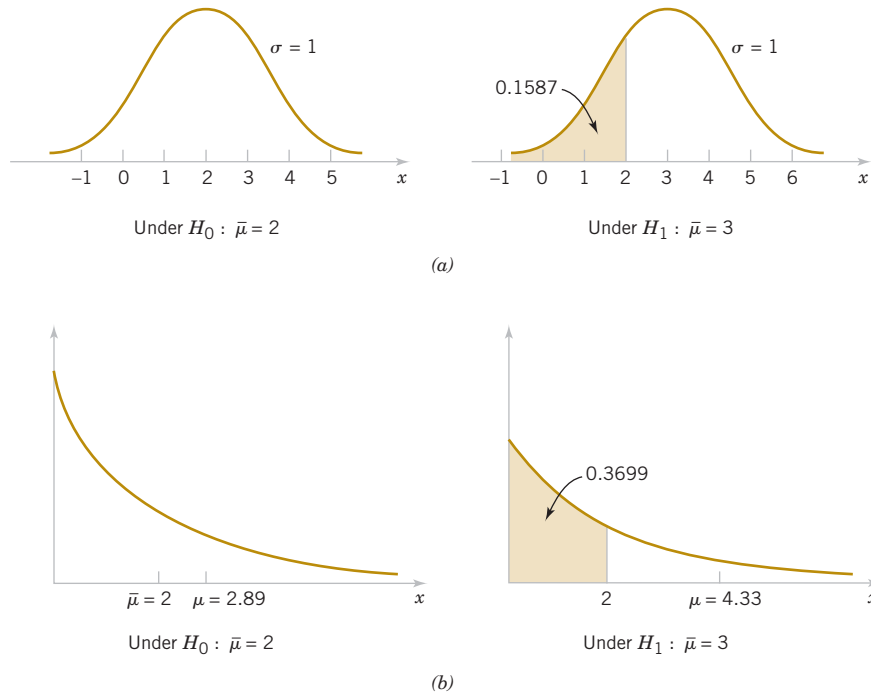 σ = 1
–1 0 1 2 3 4 5 x
Under H0 : μ̄ = 2
σ = 1
0.1587
–1 0 1 2 3 4 5 6 x
Under H1 : μ̄ = 3
(a)
μ̄ = 2 μ = 2.89 x
Under H0 : μ̄ = 2
0.3699
2 μ = 4.33 x
Under H1 : μ̄ = 3
(b)